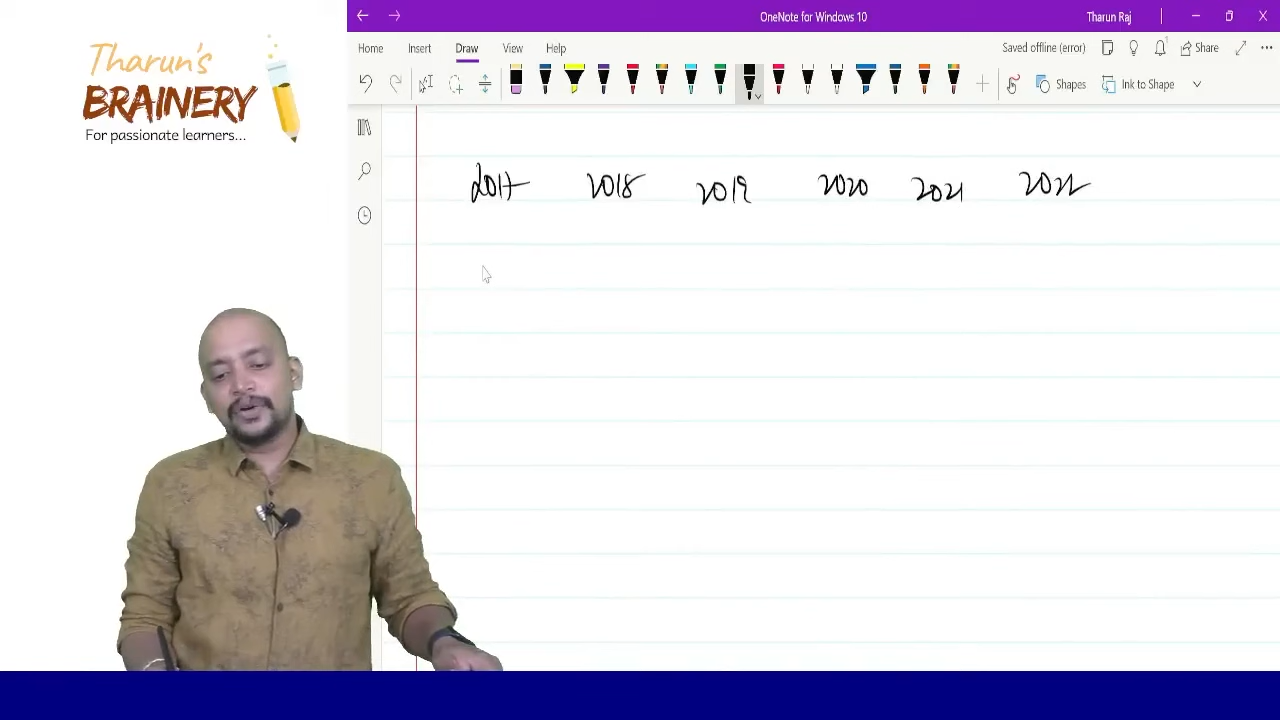 OneNote for Windows 10
Tharun Raj
Home Insert Draw View Help
Saved offline (error)
Share
Shapes
Ink to Shape
Tharun's
BRAINERY
For passionate learners...
2017 2018 2019 2020 2021 2022